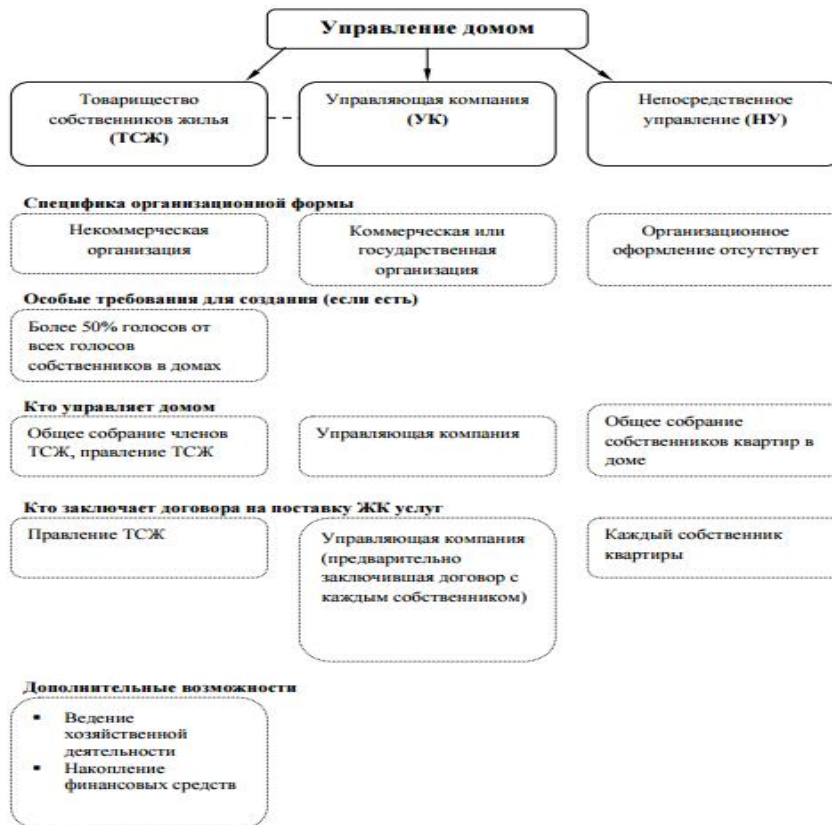 Управление домом
Товарищество
собственников жилья
(ТСЖ)
Управляющая компания
(УК)
Непосредственное
управление (НУ)
Специфика организационной формы
Некоммерческая
организация
Коммерческая или
государственная
организация
Организационное
оформление отсутствует
Особые требования для создания (если есть)
Более 50% голосов от
всех голосов
собственников в домах
Кто управляет домом
Общее собрание членов
ТСЖ, правление ТСЖ
Управляющая компания
Общее собрание
собственников квартир в
доме
Кто заключает договора на поставку ЖК услуг
Правление ТСЖ
Управляющая компания
(предварительно
заключившая договор с
каждым собственником)
Каждый собственник
квартиры
Дополнительные возможности
▪ Ведение
хозяйственной
деятельности
▪ Накопление
финансовых средств